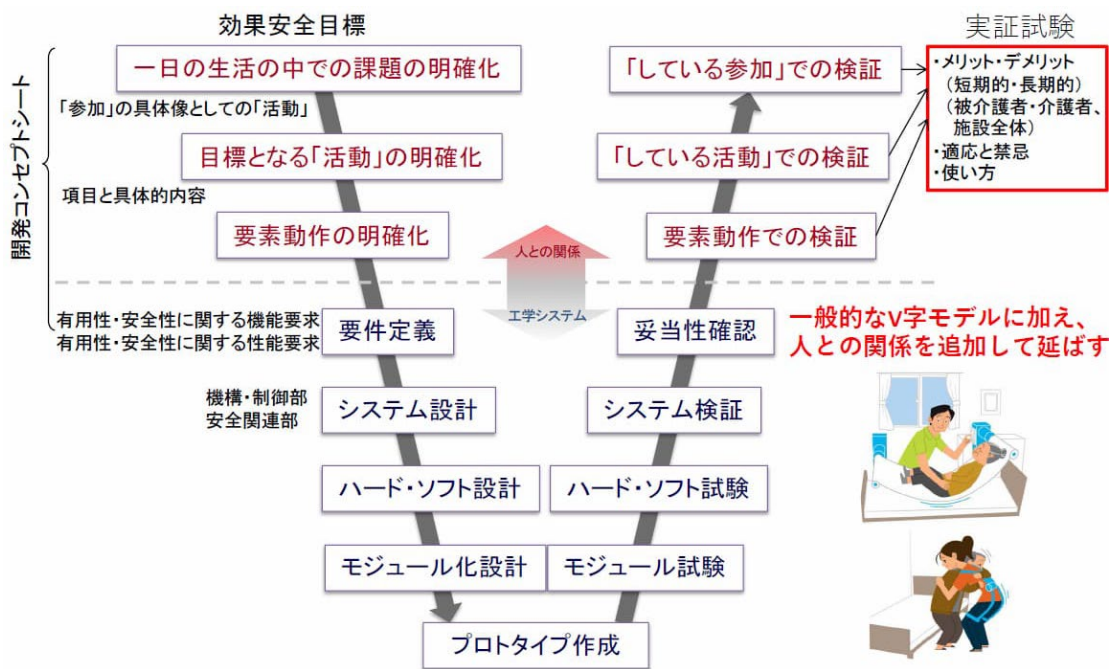 効果安全目標
実証試験
開発コンセプトシート
一日の生活の中での課題の明確化
「している参加」での検証
・メリット・デメリット
(短期的・長期的)
(被介護者・介護者、
施設全体)
・適応と禁忌
・使い方
「参加」の具体像としての「活動」
目標となる「活動」の明確化
「している活動」での検証
項目と具体的内容
要素動作の明確化
要素動作での検証
人との関係
工学システム
有用性・安全性に関する機能要求
有用性・安全性に関する性能要求
要件定義
妥当性確認
一般的なV字モデルに加え、
人との関係を追加して延ばす
機構・制御部
安全関連部
システム設計
システム検証
ハード・ソフト設計
ハード・ソフト試験
モジュール化設計
モジュール試験
プロトタイプ作成